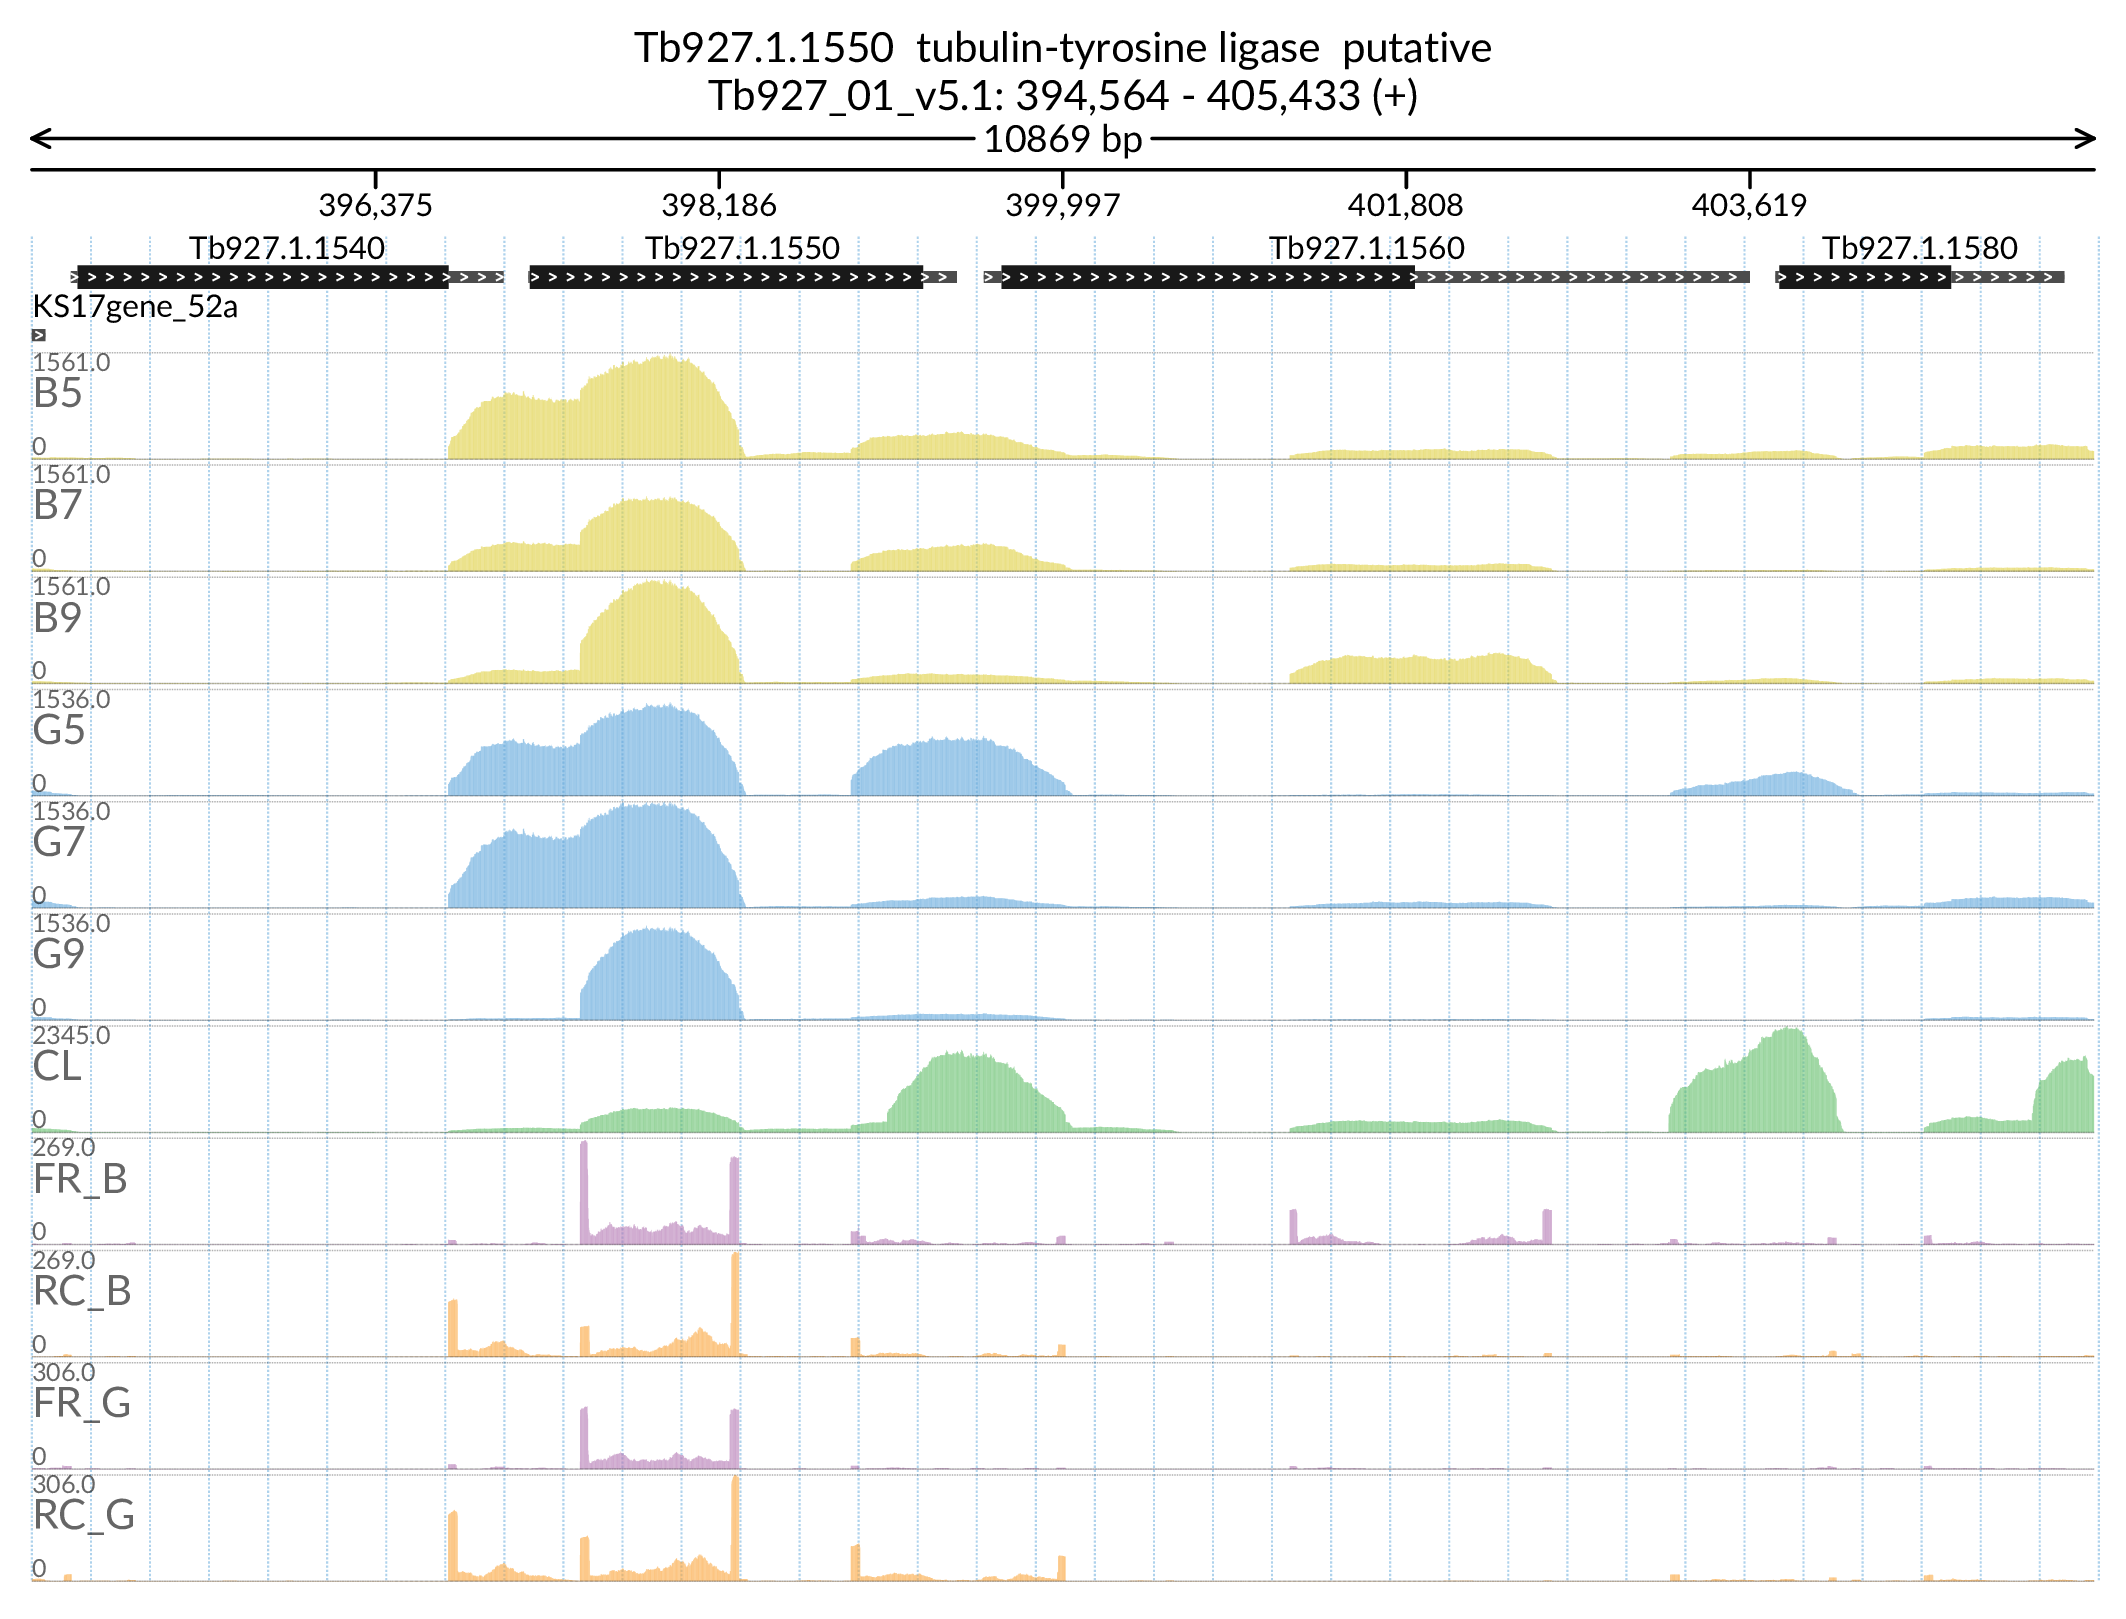 Tb927.1.1550  tubulin-tyrosine ligase  putative
Tb927_01_v5.1: 394,564 - 405,433 (+)
10869 bp
396,375 398,186 399,997 401,808 403,619
Tb927.1.1540 Tb927.1.1550 Tb927.1.1560 Tb927.1.1580
KS17gene_52a
1561.0
B5
0
1561.0
B7
0
1561.0
B9
0
1536.0
G5
0
1536.0
G7
0
1536.0
G9
0
2345.0
CL
0
269.0
FR_B
0
269.0
RC_B
0
306.0
FR_G
0
306.0
RC_G
0